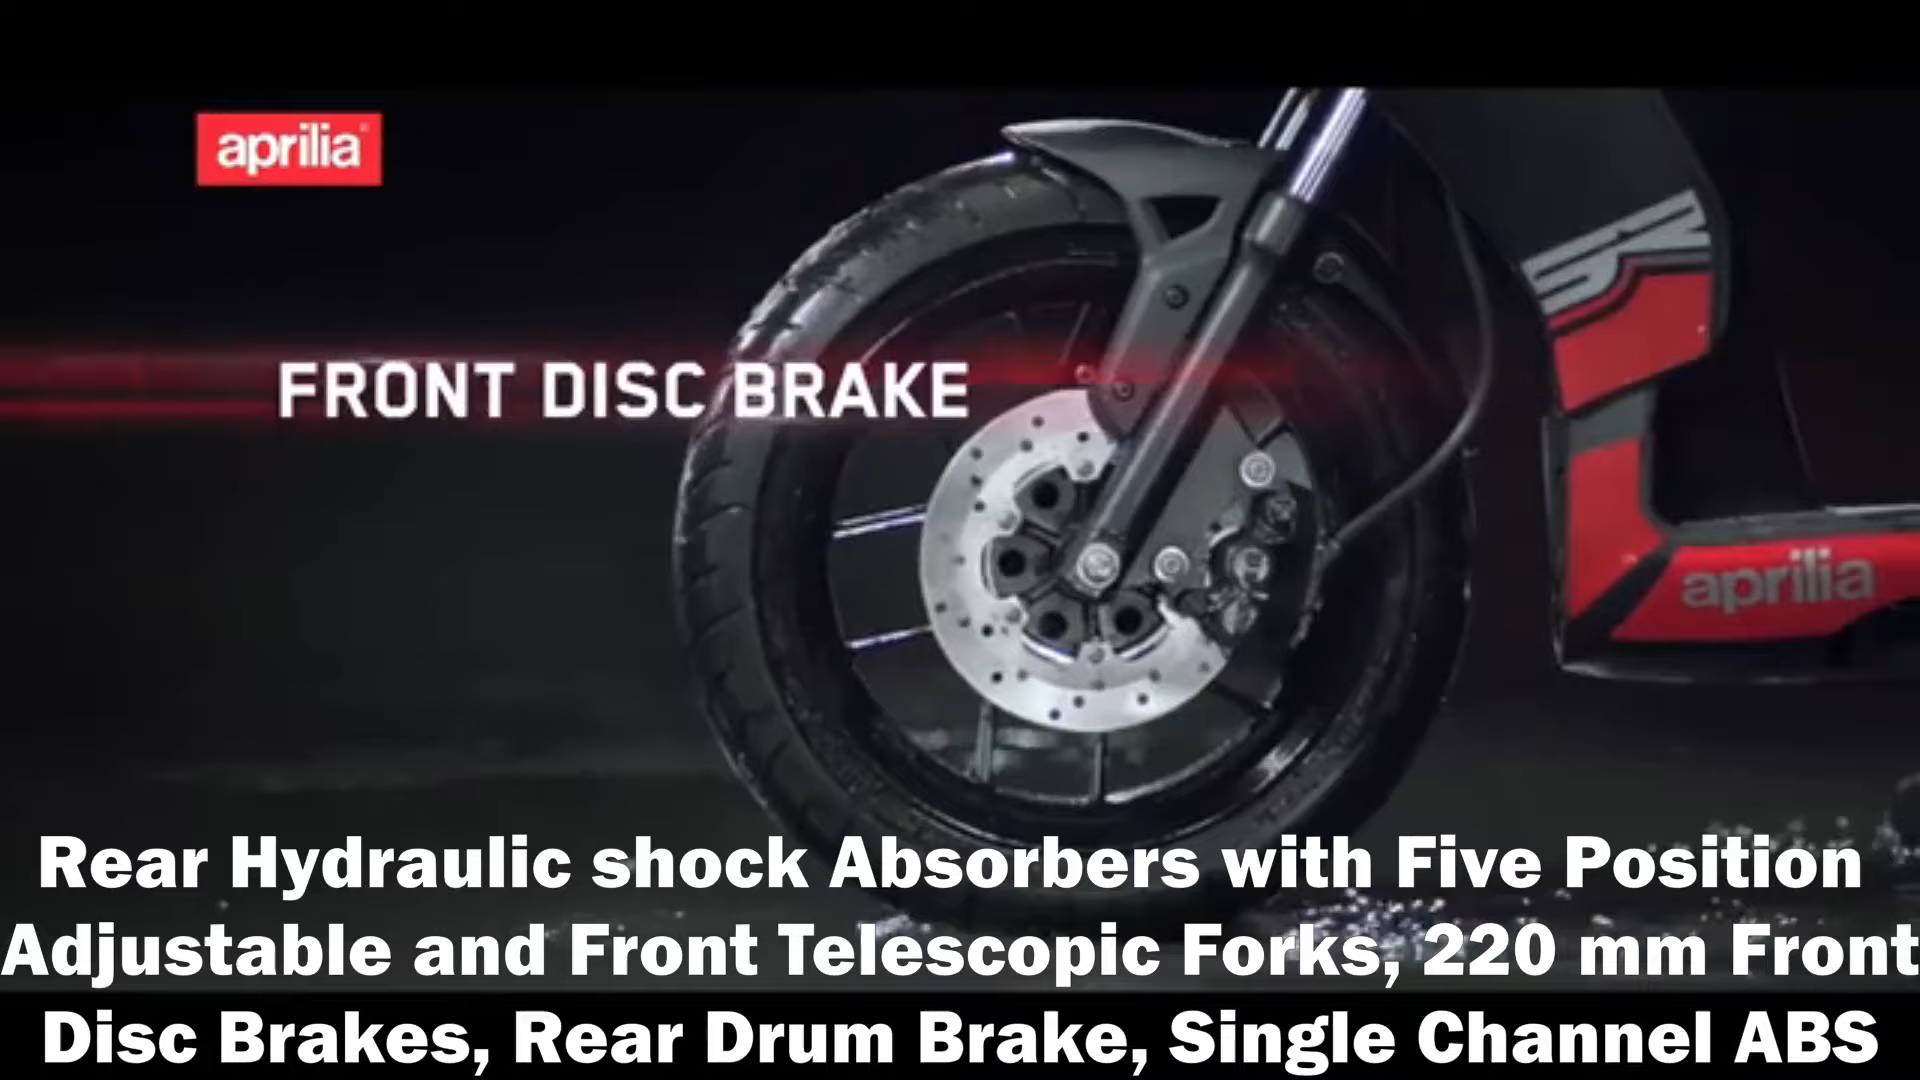 aprilia
FRONT DISC BRAKE
aprilia
Rear Hydraulic shock Absorbers with Five Position
Adjustable and Front Telescopic Forks, 220 mm Front
Disc Brakes, Rear Drum Brake, Single Channel ABS